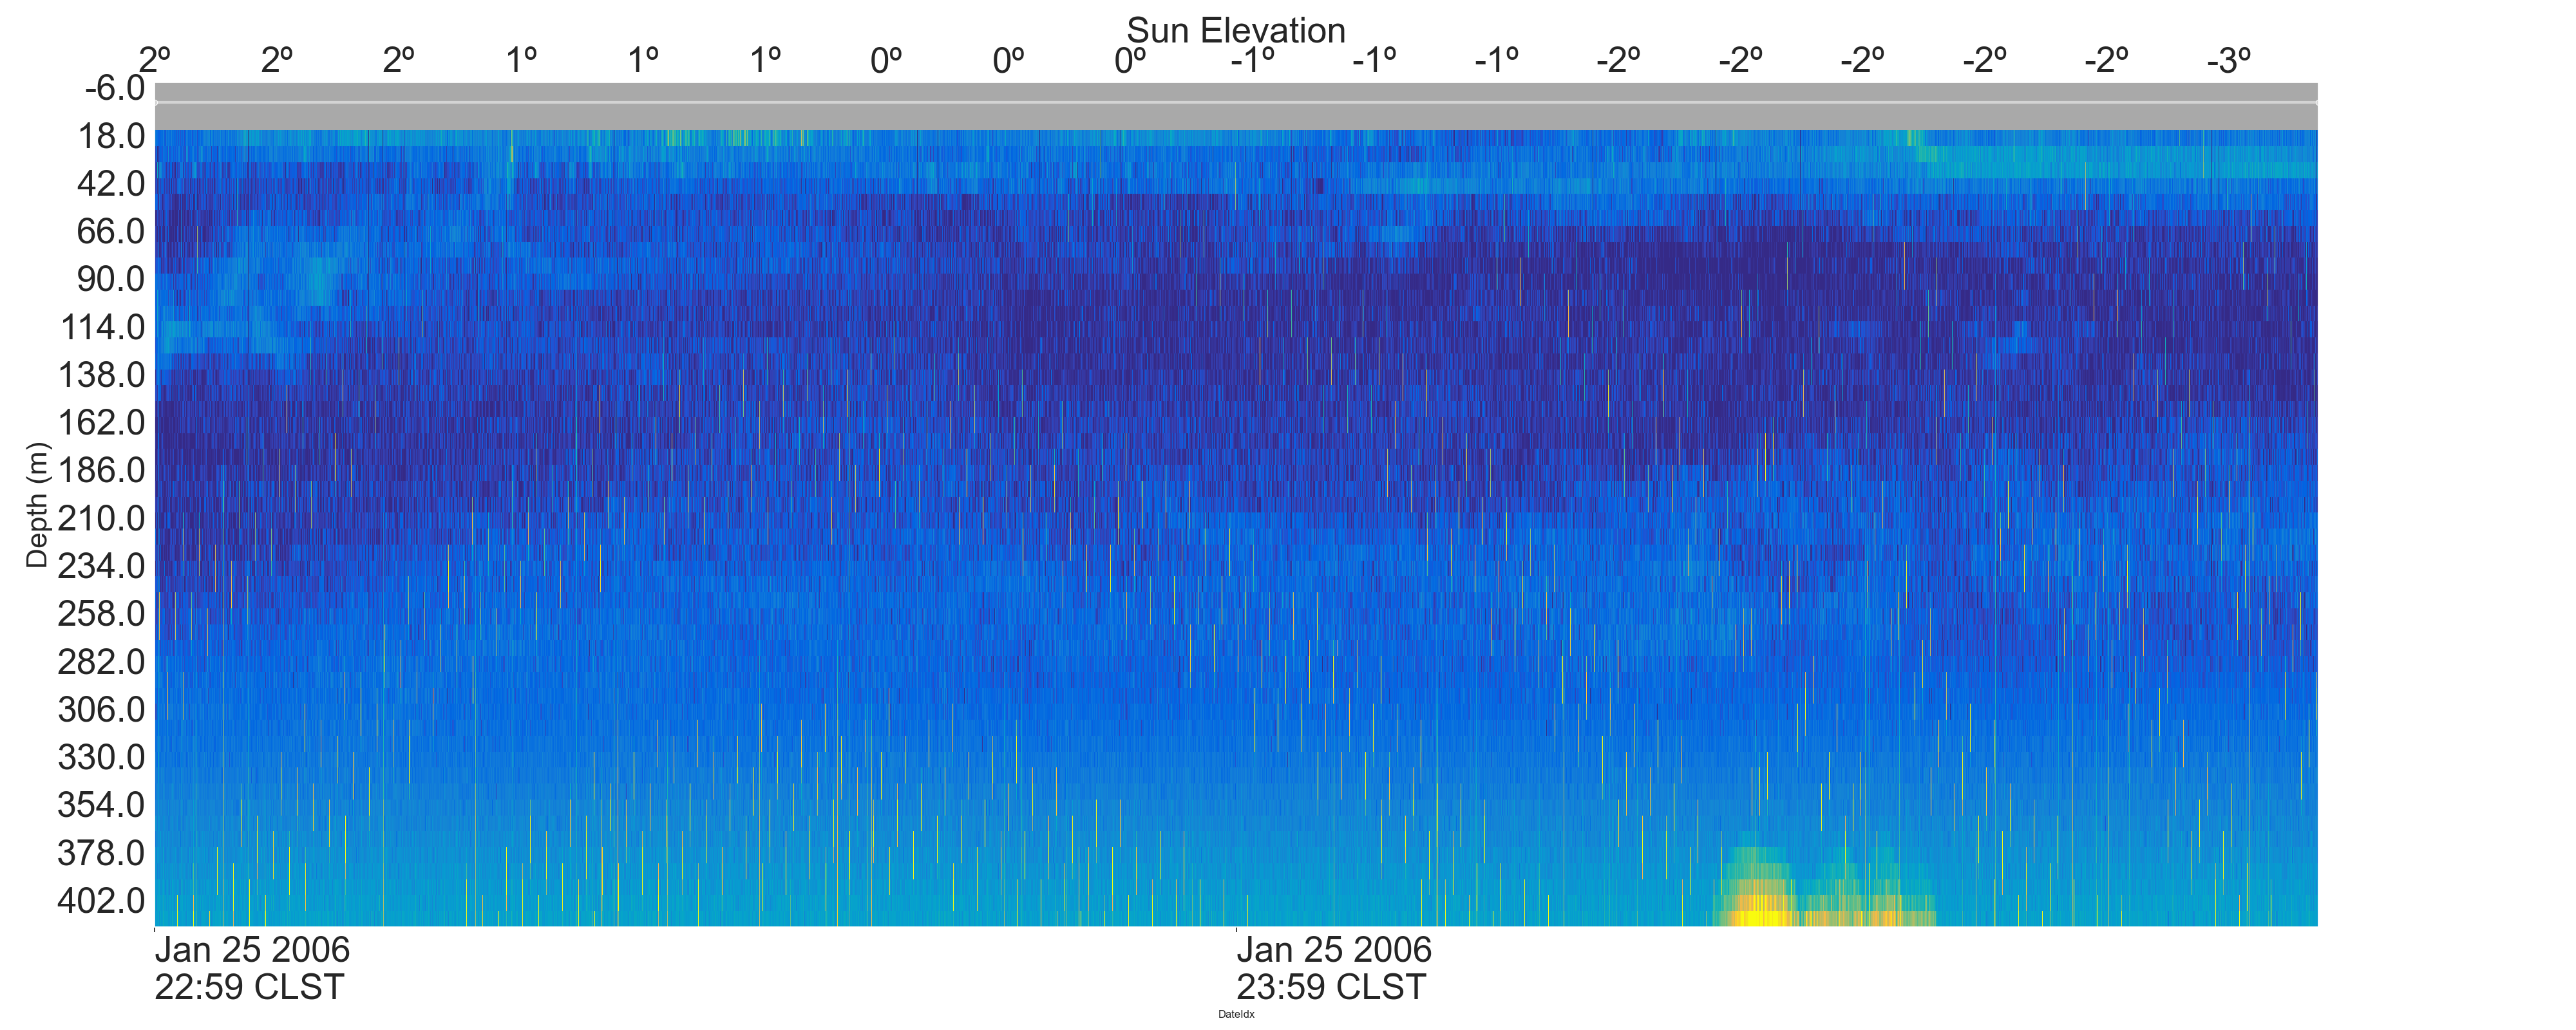 Sun Elevation
2º 2º 2º 1º 1º 1º 0º 0º 0º -1º -1º -1º -2º -2º -2º -2º -2º -3º
-6.0
18.0
42.0
66.0
90.0
114.0
138.0
162.0
186.0
210.0
234.0
258.0
282.0
306.0
330.0
354.0
378.0
402.0
Depth (m)
Jan 25 2006
22:59 CLST
Jan 25 2006
23:59 CLST
DateIdx